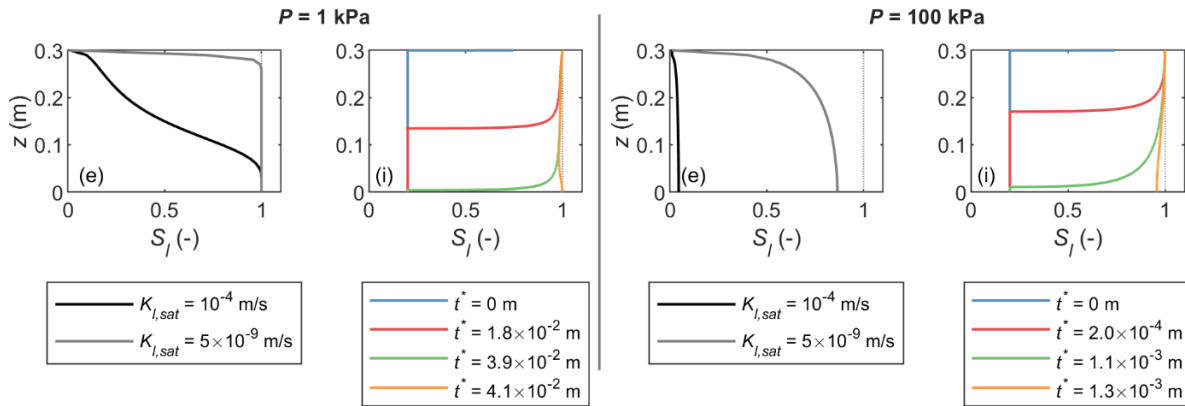 P = 1 kPa
P = 100 kPa
0.3
0.2
0.1
0
z (m)
(e)
0
0.5
1
S_l (-)
0.3
0.2
0.1
0
(i)
0
0.5
1
S_l (-)
0.3
0.2
0.1
0
z (m)
(e)
0
0.5
1
S_l (-)
0.3
0.2
0.1
0
(i)
0
0.5
1
S_l (-)
K_{l,sat} = 10^{-4} m/s
K_{l,sat} = 5×10^{-9} m/s
t^* = 0 m
t^* = 1.8×10^{-2} m
t^* = 3.9×10^{-2} m
t^* = 4.1×10^{-2} m
K_{l,sat} = 10^{-4} m/s
K_{l,sat} = 5×10^{-9} m/s
t^* = 0 m
t^* = 2.0×10^{-4} m
t^* = 1.1×10^{-3} m
t^* = 1.3×10^{-3} m